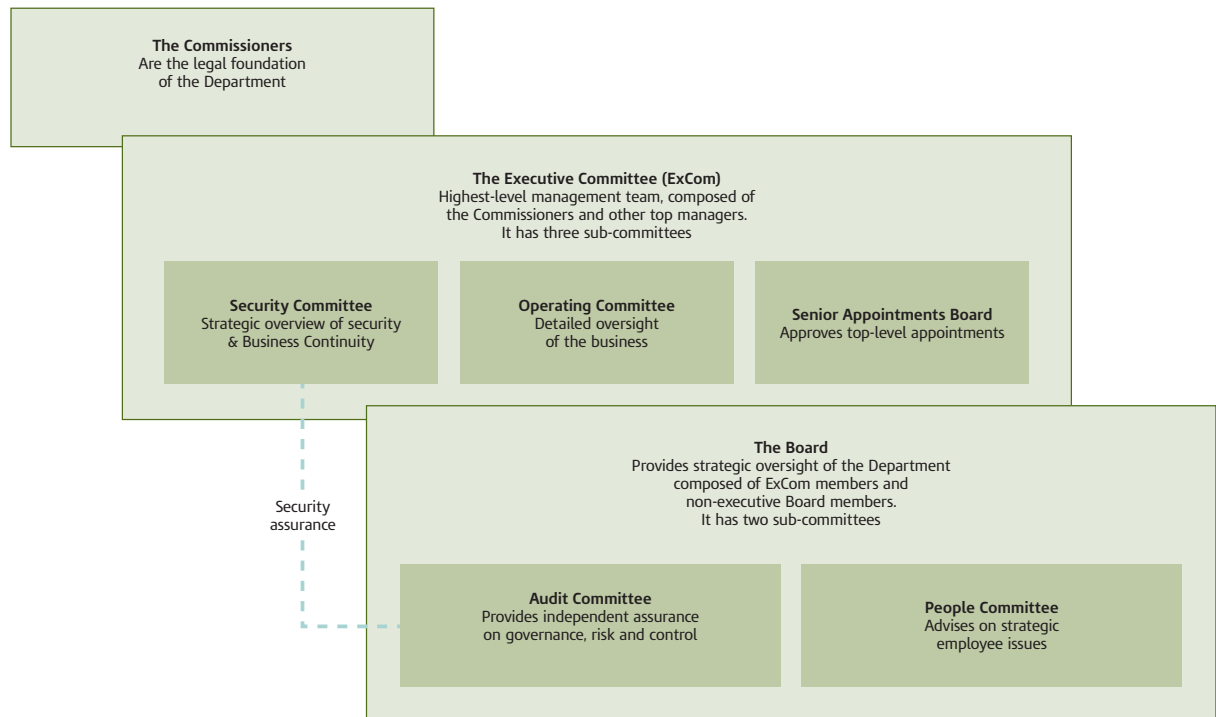 The Commissioners
Are the legal foundation
of the Department
The Executive Committee (ExCom)
Highest-level management team, composed of
the Commissioners and other top managers.
It has three sub-committees
Security Committee
Strategic overview of security
& Business Continuity
Operating Committee
Detailed oversight
of the business
Senior Appointments Board
Approves top-level appointments
The Board
Provides strategic oversight of the Department
composed of ExCom members and
non-executive Board members.
It has two sub-committees
Security
assurance
Audit Committee
Provides independent assurance
on governance, risk and control
People Committee
Advises on strategic
employee issues